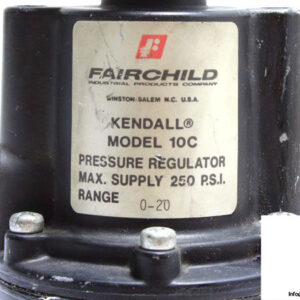 FAIRCHILD
INDUSTRIAL PRODUCTS COMPANY
WINSTON-SALEM N.C. U.S.A.
KENDALL®
MODEL 10C
PRESSURE REGULATOR
MAX. SUPPLY 250 P.S.I.
RANGE 0-20